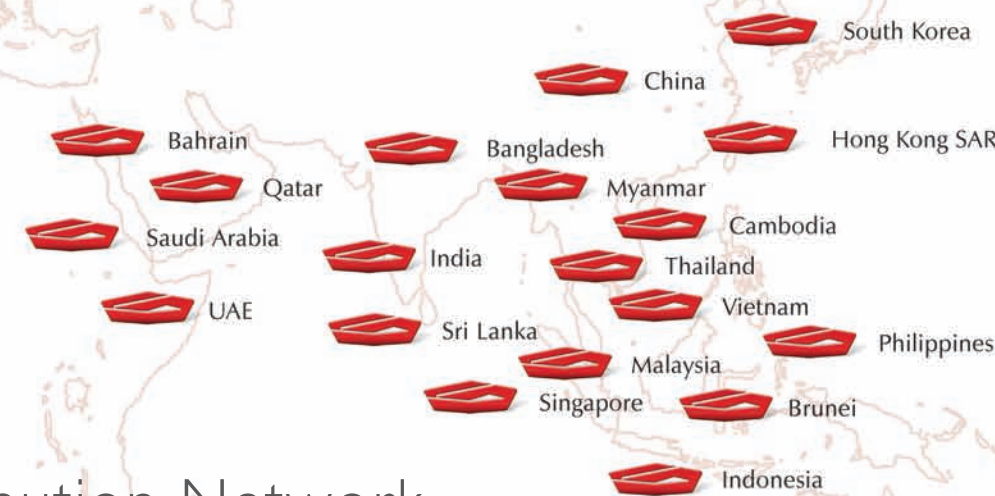 South Korea
China
Bahrain
Bangladesh
Hong Kong SAR
Qatar
Myanmar
Saudi Arabia
Cambodia
India
Thailand
UAE
Vietnam
Sri Lanka
Philippines
Malaysia
Singapore
Brunei
Indonesia
Network